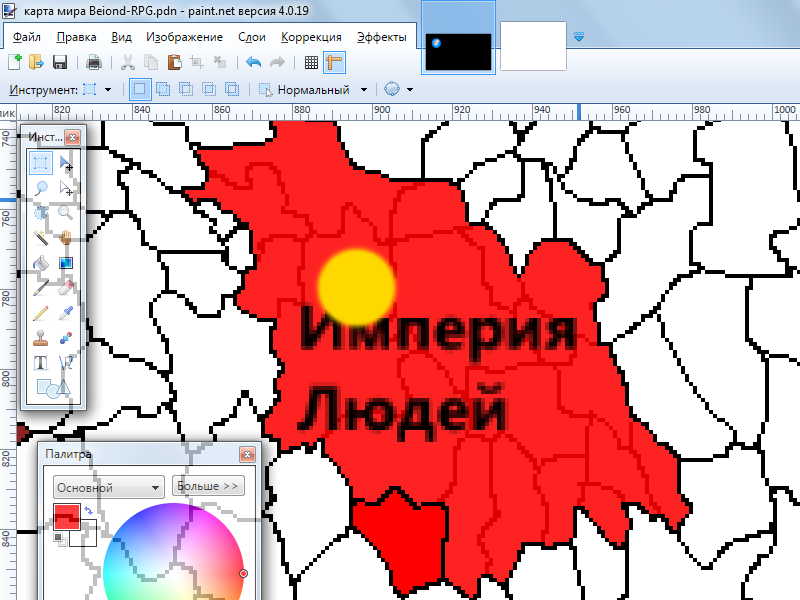 карта мира Beiond-RPG.pdn - paint.net версия 4.0.19
Файл Правка Вид Изображение Слои Коррекция Эффекты
Инструмент: Нормальный
820 840 860 880 900 920 940 960 980 1000
Инст...
740
760
780
800
820
840
Империя
Людей
Палитра
Основной Больше >>